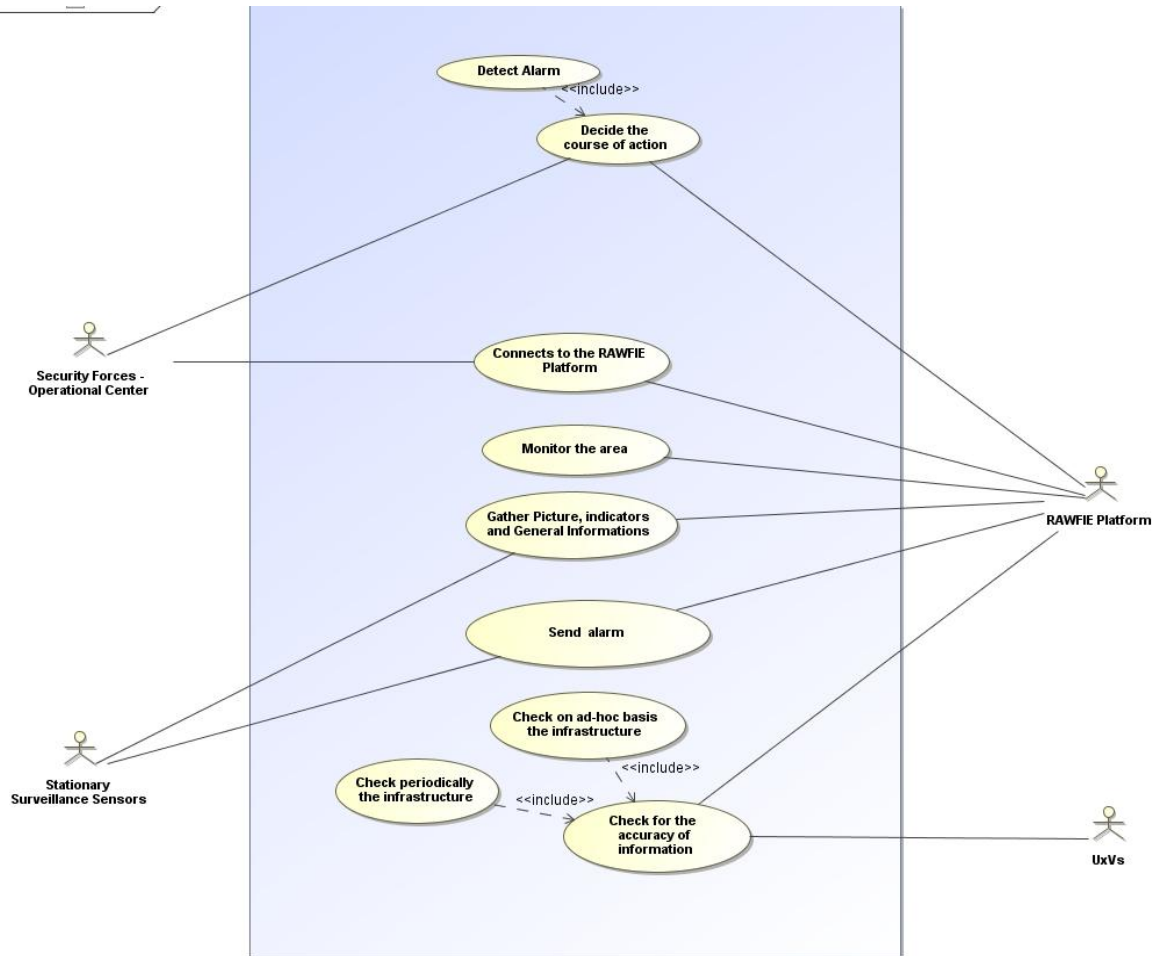 Detect Alarm
<<include>>
Decide the
course of action
Connects to the RAWFIE
Platform
Security Forces -
Operational Center
Monitor the area
Gather Picture, indicators
and General Informations
RAWFIE Platform
Send alarm
Check on ad-hoc basis
the infrastructure
<<include>>
Stationary
Surveillance Sensors
Check periodically
the infrastructure
<<include>>
Check for the
accuracy of
information
UxVs